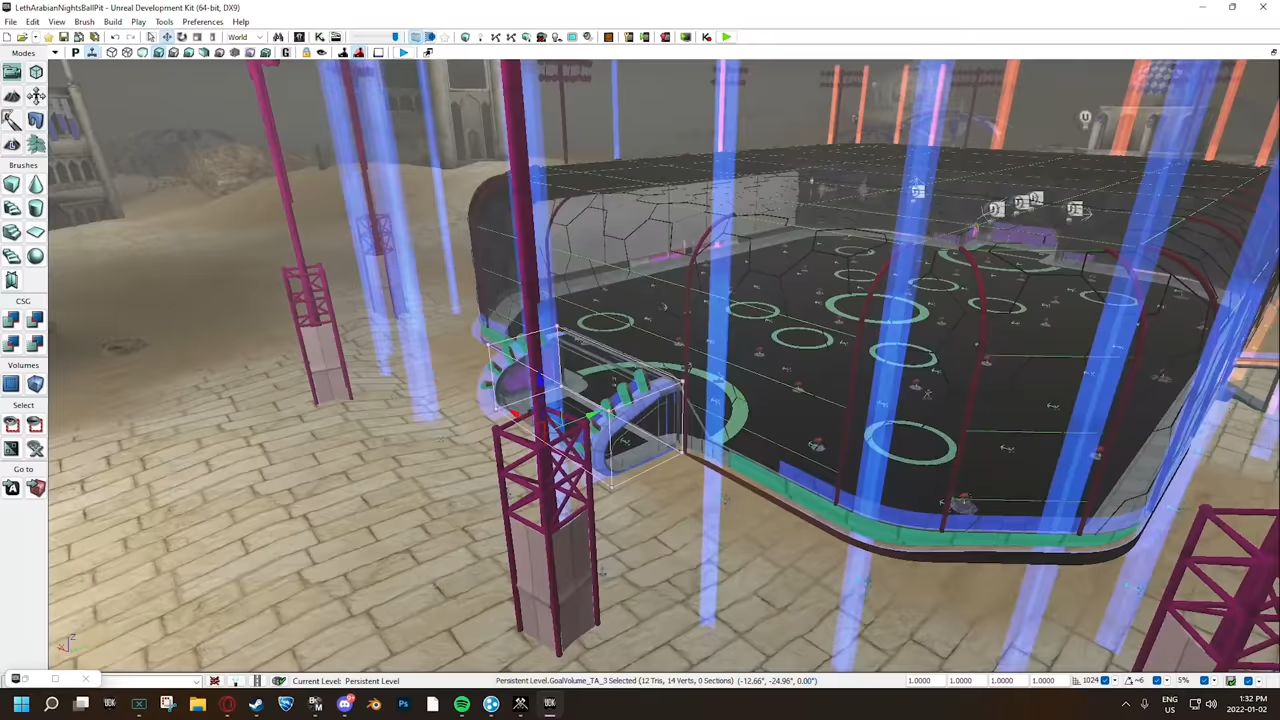 LethArabianNightsBallPit - Unreal Development Kit (64-bit, DX9)
File Edit View Brush Build Play Tools Preferences Help
World
Modes
Brushes
CSG
Volumes
Select
Go to
Current Level: Persistent Level
Persistent Level.GoalVolume_TA_3 Selected (12 Tris, 14 Verts, 0 Sections) (-12.66°, -24.96°, 0.00°)
1.0000 1.0000 1.0000 1.0000 1024 5%
ENG
US
1:32 PM
2022-01-02